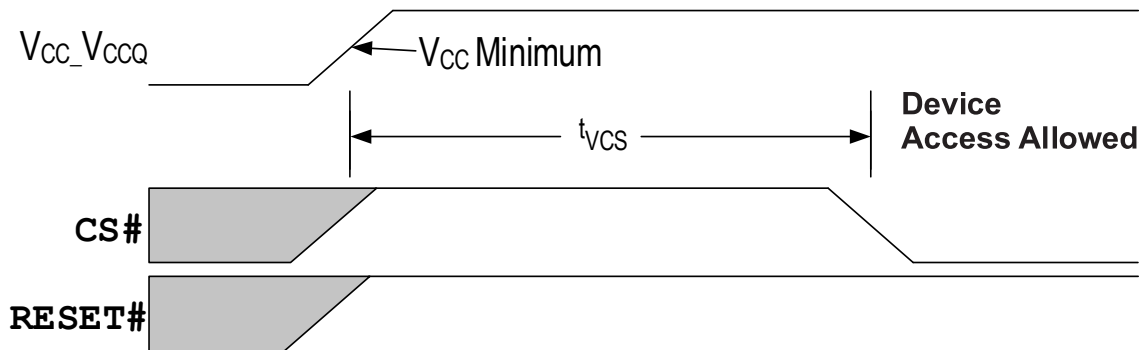 VCC_VCCQ
VCC Minimum
tVCS
Device
Access Allowed
CS#
RESET#